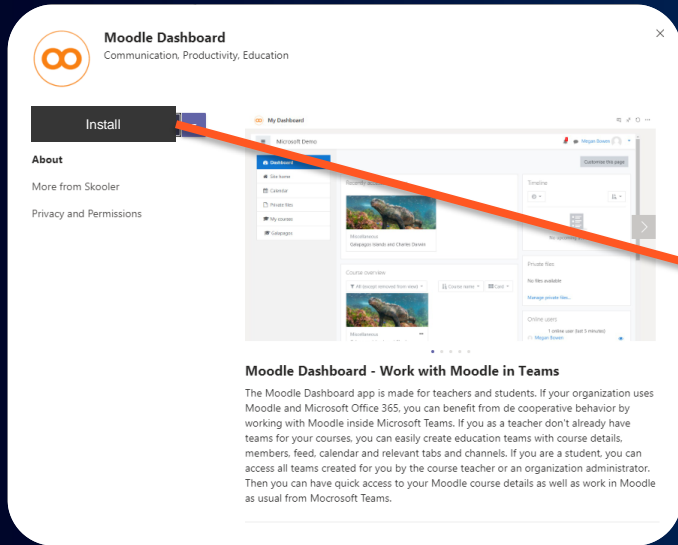 Moodle Dashboard
Communication, Productivity, Education
Install
About
More from Skooler
Privacy and Permissions
My Dashboard
Microsoft Demo
Megan Bowen
Customise this page
Dashboard
Site home
Calendar
Private files
My courses
Galapagos
Recently
Miscellaneous
Galapagos Islands and Charles Darwin
Course overview
All (except removed from view)
Course name
Card
Miscellaneous
Timeline
No upcoming
Private files
No files available
Manage private files...
Online users
1 online user (last 5 minutes)
Megan Bowen
Moodle Dashboard - Work with Moodle in Teams
The Moodle Dashboard app is made for teachers and students. If your organization uses
Moodle and Microsoft Office 365, you can benefit from de cooperative behavior by
working with Moodle inside Microsoft Teams. If you as a teacher don't already have
teams for your courses, you can easily create education teams with course details,
members, feed, calendar and relevant tabs and channels. If you are a student, you can
access all teams created for you by the course teacher or an organization administrator.
Then you can have quick access to your Moodle course details as well as work in Moodle
as usual from Mocrosoft Teams.